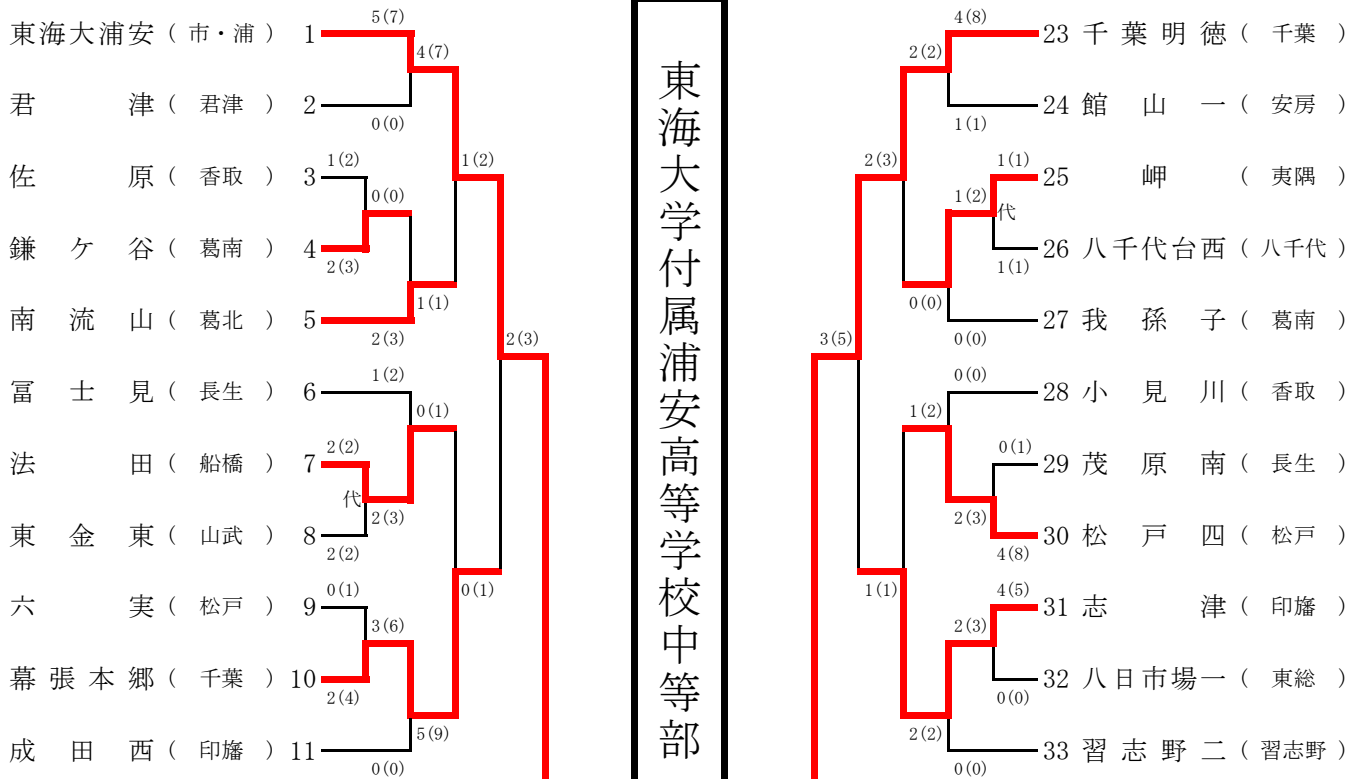 5(7)
東海大浦安 ( 市・浦 ) 1
4(7)
君津 ( 君津 ) 2
0(0)
1(2)
佐原 ( 香取 ) 3
1(2)
0(0)
鎌ケ谷 ( 葛南 ) 4
2(3)
1(1)
南流山 ( 葛北 ) 5
2(3)
2(3)
1(2)
冨士見 ( 長生 ) 6
0(1)
2(2)
法田 ( 船橋 ) 7
代
2(3)
東金東 ( 山武 ) 8
2(2)
0(1)
0(1)
六実 ( 松戸 ) 9
3(6)
幕張本郷 ( 千葉 ) 10
2(4)
5(9)
成田西 ( 印旛 ) 11
0(0)
東海大学付属浦安高等学校中等部
4(8)
23 千葉明徳 ( 千葉 )
2(2)
24 館山一 ( 安房 )
1(1)
2(3)
1(1)
25 岬 ( 夷隅 )
1(2)
代
26 八千代台西 ( 八千代 )
1(1)
0(0)
27 我孫子 ( 葛南 )
0(0)
3(5)
0(0)
28 小見川 ( 香取 )
1(2)
0(1)
29 茂原南 ( 長生 )
2(3)
30 松戸四 ( 松戸 )
4(8)
1(1)
4(5)
31 志津 ( 印旛 )
2(3)
32 八日市場一 ( 東総 )
0(0)
2(2)
33 習志野二 ( 習志野 )
0(0)